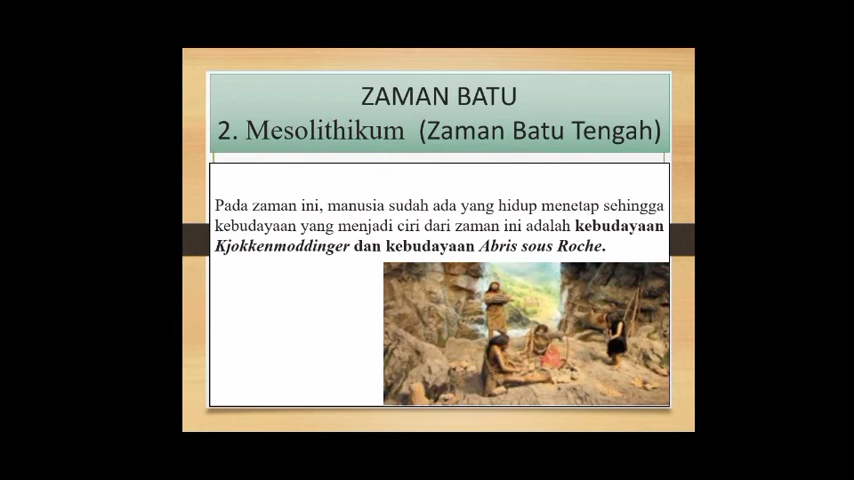 ZAMAN BATU
2. Mesolithikum (Zaman Batu Tengah)
Pada zaman ini, manusia sudah ada yang hidup menetap sehingga
kebudayaan yang menjadi ciri dari zaman ini adalah kebudayaan
Kjokkenmoddinger dan kebudayaan Abris sous Roche.